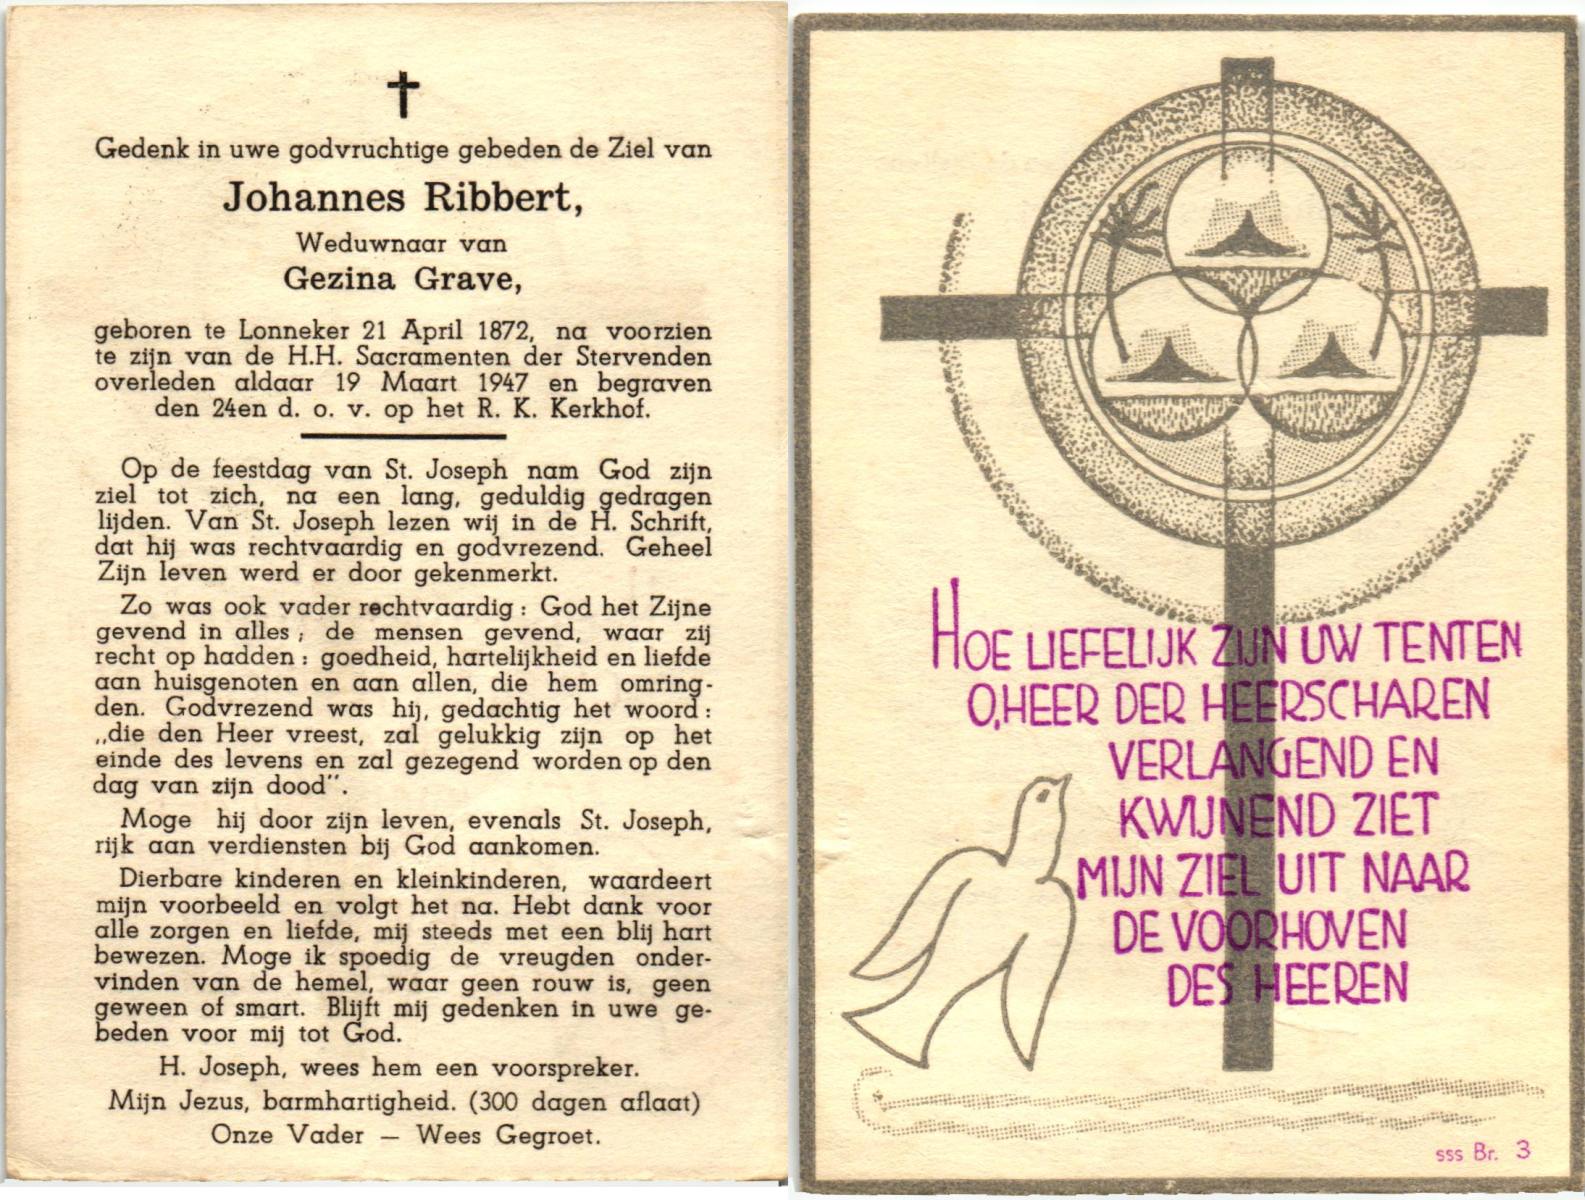 Gedenk in uwe godvruchtige gebeden de Ziel van
Johannes Ribbert,
Weduwnaar van
Gezina Grave,
geboren te Lonneker 21 April 1872, na voorzien
te zijn van de H.H. Sacramenten der Stervenden
overleden aldaar 19 Maart 1947 en begraven
den 24en d. o. v. op het R. K. Kerkhof.
Op de feestdag van St. Joseph nam God zijn
ziel tot zich, na een lang, geduldig gedragen
lijden. Van St. Joseph lezen wij in de H. Schrift,
dat hij was rechtvaardig en godvrezend. Geheel
Zijn leven werd er door gekenmerkt.
Zo was ook vader rechtvaardig : God het Zijne
gevend in alles ; de mensen gevend, waar zij
recht op hadden : goedheid, hartelijkheid en liefde
aan huisgenoten en aan allen, die hem omring-
den. Godvrezend was hij, gedachtig het woord :
„die den Heer vreest, zal gelukkig zijn op het
einde des levens en zal gezegend worden op den
dag van zijn dood”.
Moge hij door zijn leven, evenals St. Joseph,
rijk aan verdiensten bij God aankomen.
Dierbare kinderen en kleinkinderen, waardeert
mijn voorbeeld en volgt het na. Hebt dank voor
alle zorgen en liefde, mij steeds met een blij hart
bewezen. Moge ik spoedig de vreugden onder-
vinden van de hemel, waar geen rouw is, geen
geween of smart. Blijft mij gedenken in uwe ge-
beden voor mij tot God.
H. Joseph, wees hem een voorspreker.
Mijn Jezus, barmhartigheid. (300 dagen aflaat)
Onze Vader — Wees Gegroet.
HOE LIEFELIJK ZIJN UW TENTEN
O, HEER DER HEERSCHAREN
VERLANGEND EN
KWIJNEND ZIET
MIJN ZIEL UIT NAAR
DE VOORHOVEN
DES HEEREN
sss Br. 3